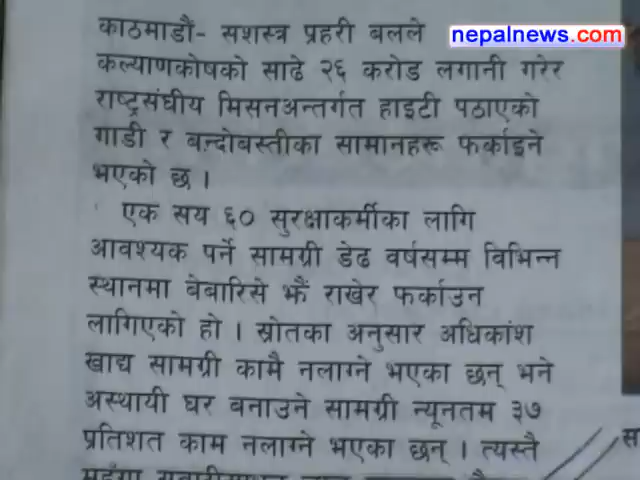 nepalnews.com
काठमाडौं- सशस्त्र प्रहरी बलले
कल्याणकोषको साढे २६ करोड लगानी गरेर
राष्ट्रसंघीय मिसनअन्तर्गत हाइटी पठाएको
गाडी र बन्दोबस्तीका सामानहरू फर्काइने
भएको छ ।
एक सय ६० सुरक्षाकर्मीका लागि
आवश्यक पर्ने सामग्री डेढ वर्षसम्म विभिन्न
स्थानमा बेबारिसे झैं राखेर फर्काउन
लागिएको हो । स्रोतका अनुसार अधिकांश
खाद्य सामग्री कामै नलाग्ने भएका छन् भने
अस्थायी घर बनाउने सामग्री न्यूनतम ३७
प्रतिशत काम नलाग्ने भएका छन् । त्यस्तै